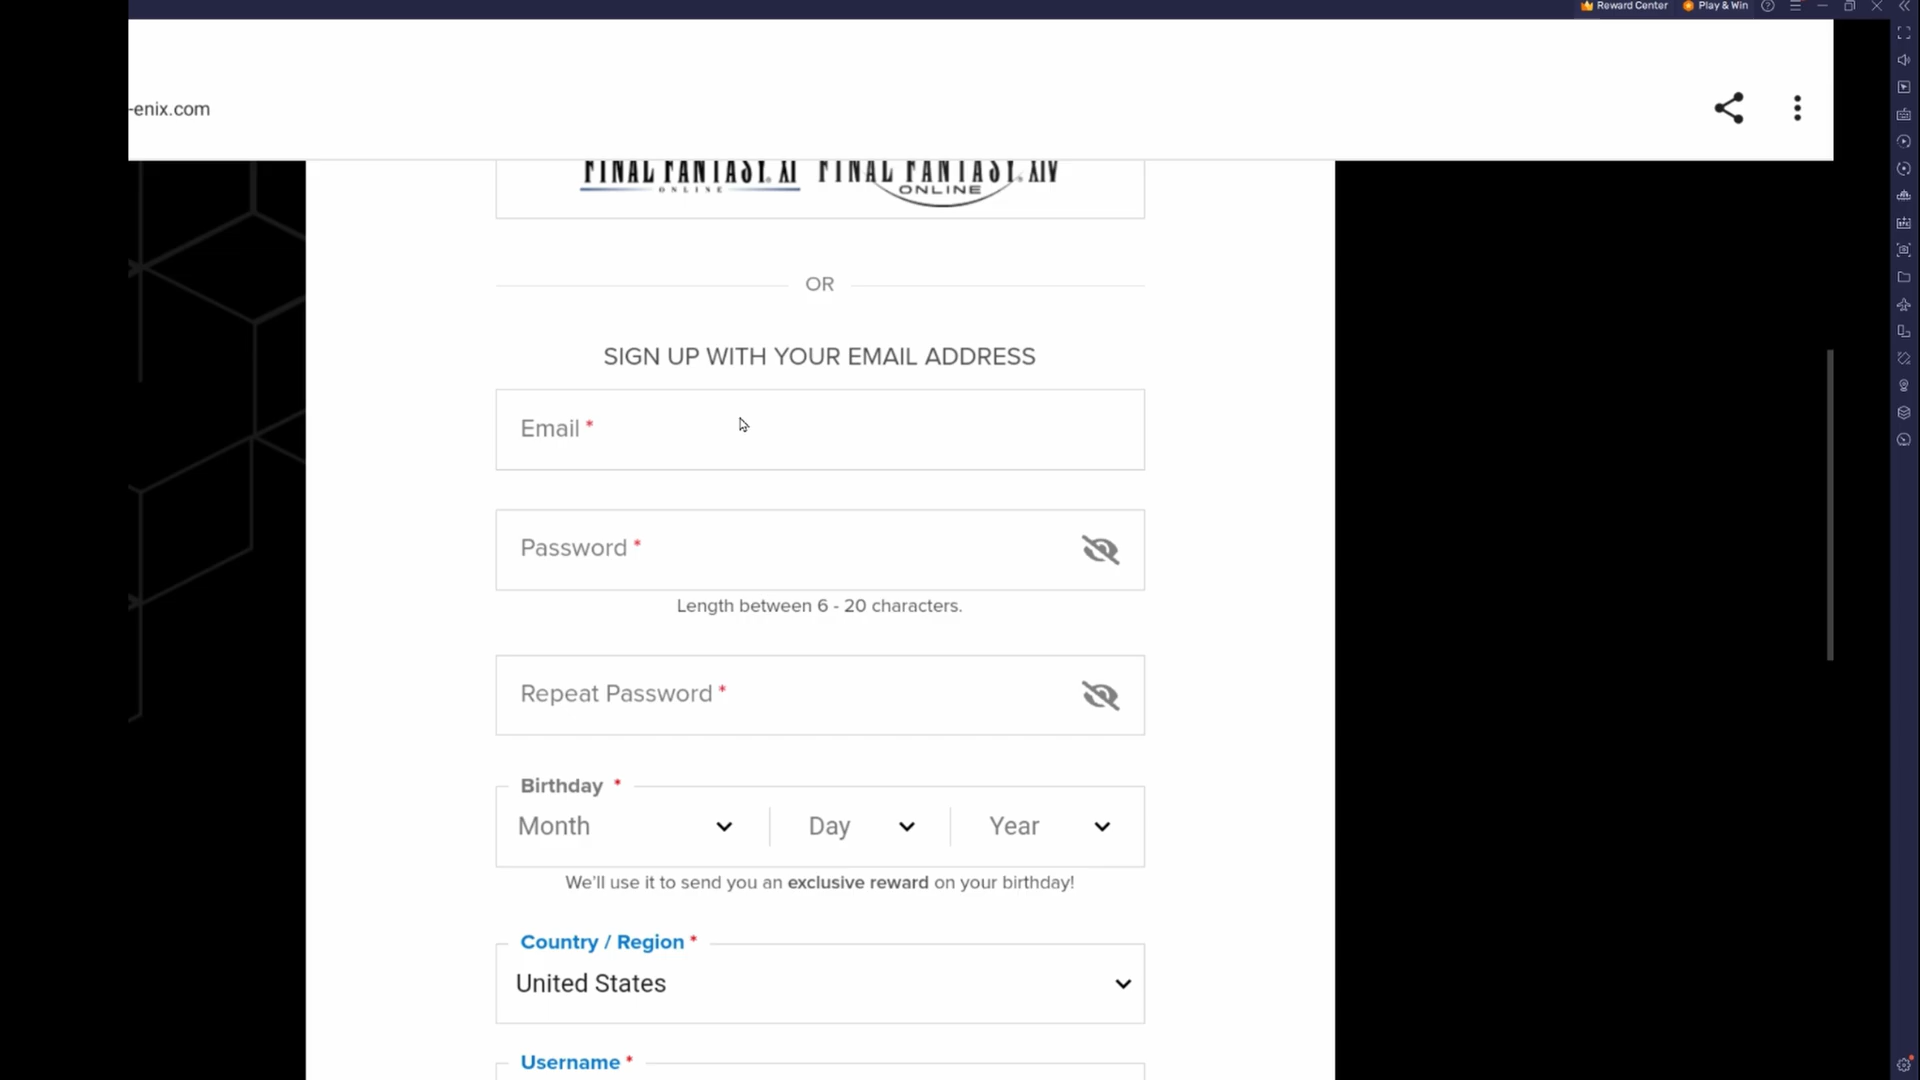 Reward Center Play & Win
-enix.com
FINAL FANTASY XI FINAL FANTASY XIV
ONLINE ONLINE
OR
SIGN UP WITH YOUR EMAIL ADDRESS
Email *
Password *
Length between 6 - 20 characters.
Repeat Password *
Birthday *
Month Day Year
We'll use it to send you an exclusive reward on your birthday!
Country / Region *
United States
Username *